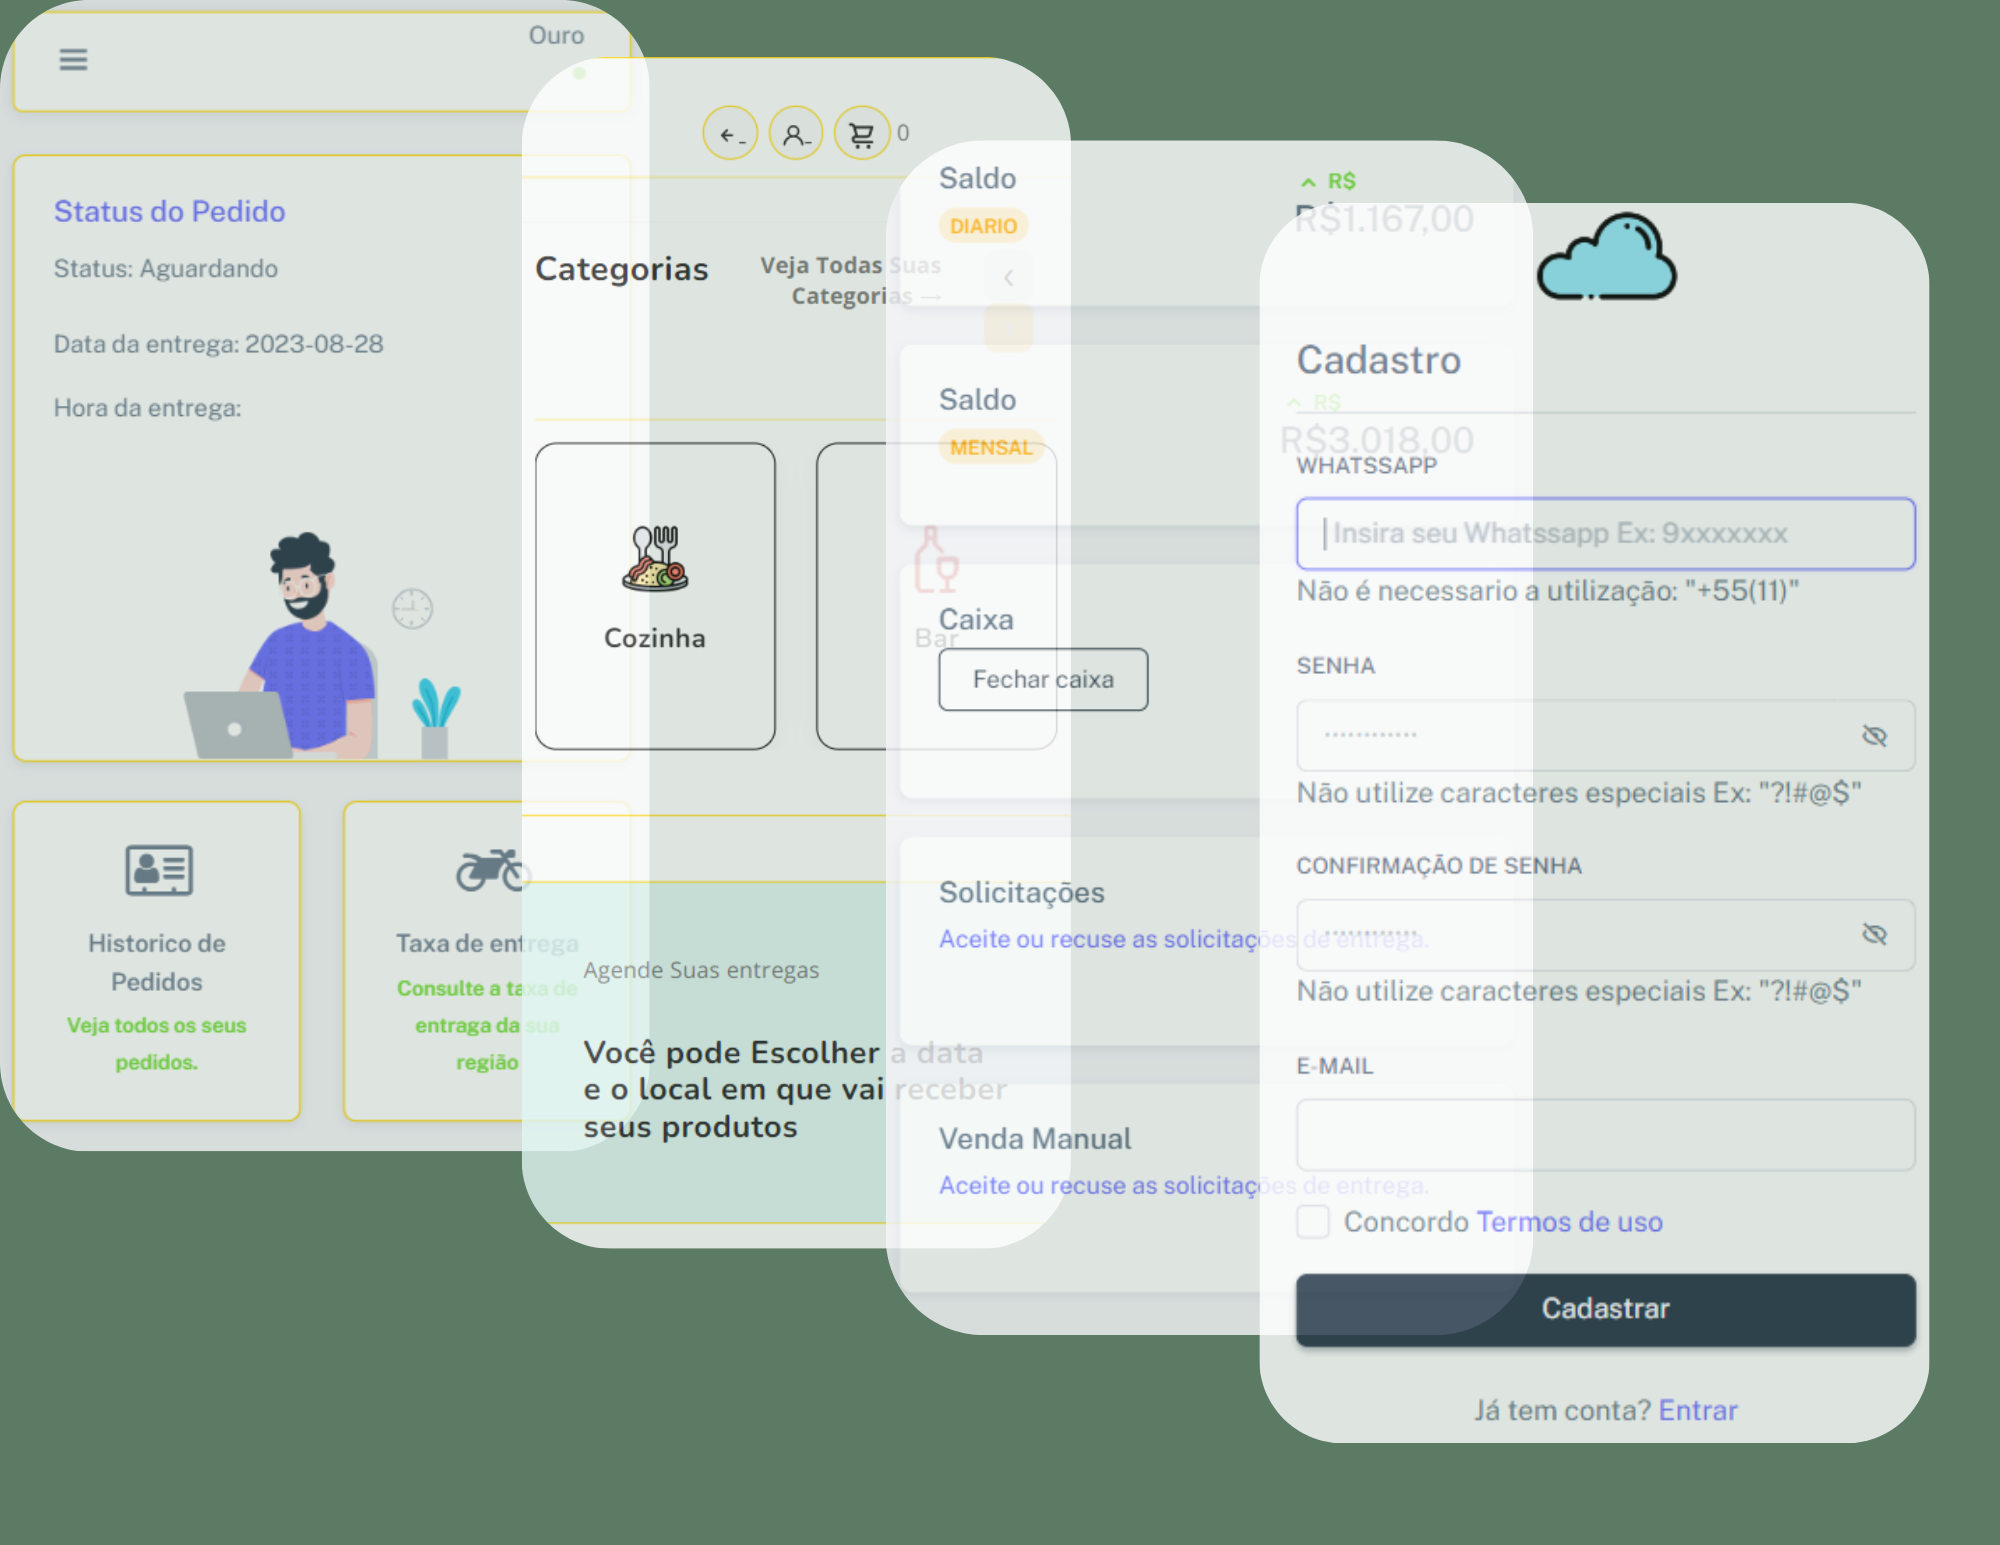 Ouro
Status do Pedido
Status: Aguardando
Data da entrega: 2023-08-28
Hora da entrega:
Historico de
Pedidos
Veja todos os seus
pedidos.
Taxa de entrega
Consulte a taxa de
entraga da sua
região
0
Categorias
Veja Todas Suas
Categorias →
Cozinha
Bar
Agende Suas entregas
Você pode Escolher a data
e o local em que vai receber
seus produtos
Saldo
DIARIO
R$
R$1.167,00
Saldo
MENSAL
R$
R$3.018,00
Caixa
Fechar caixa
Solicitações
Aceite ou recuse as solicitações de entrega.
Venda Manual
Aceite ou recuse as solicitações de entrega.
Cadastro
WHATSSAPP
Insira seu Whatssapp Ex: 9xxxxxxx
Não é necessario a utilização: "+55(11)"
SENHA
············
Não utilize caracteres especiais Ex: "?!#@$"
CONFIRMAÇÃO DE SENHA
············
Não utilize caracteres especiais Ex: "?!#@$"
E-MAIL
Concordo Termos de uso
Cadastrar
Já tem conta? Entrar